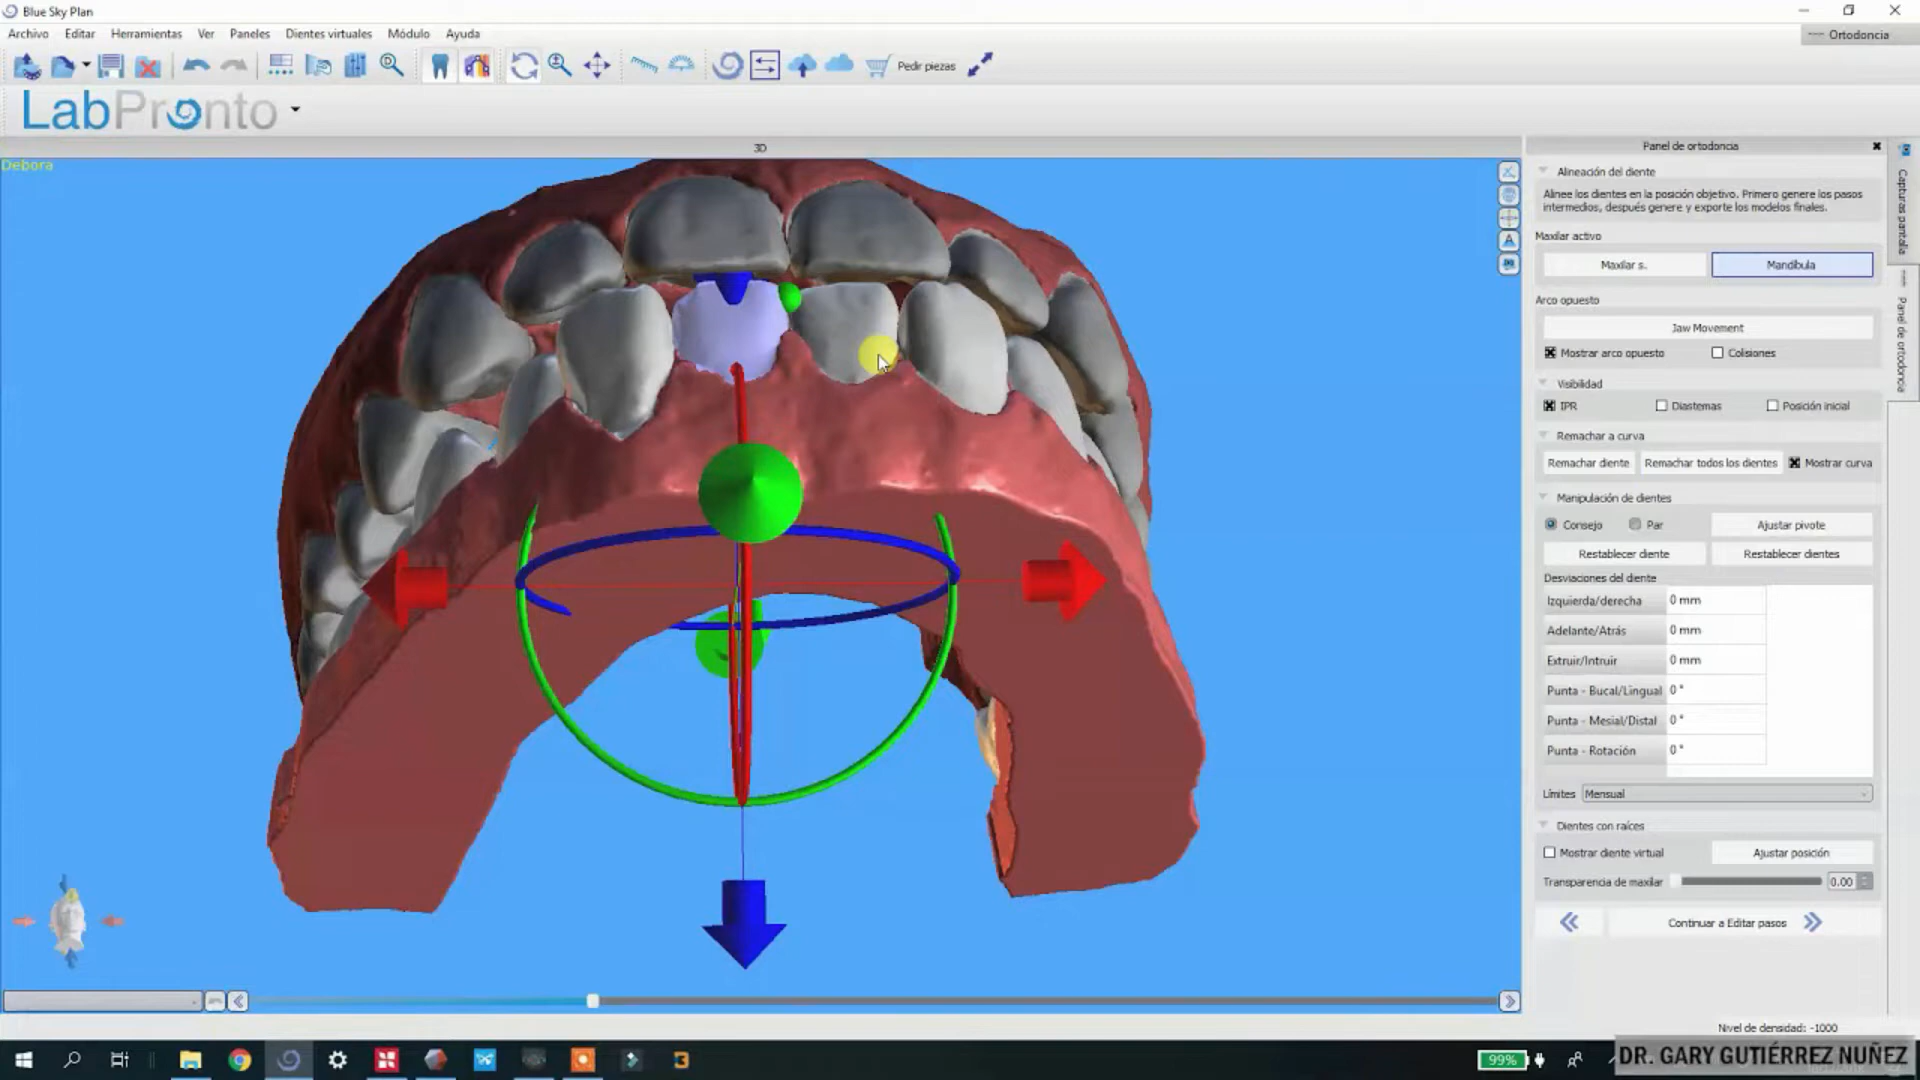 Blue Sky Plan
Archivo Editar Herramientas Ver Paneles Dientes virtuales Módulo Ayuda
Ortodoncia
Pedir piezas
LabPronto
3D
Debora
Panel de ortodoncia
Alineación del diente
Alinee los dientes en la posición objetivo. Primero genere los pasos
intermedios, después genere y exporte los modelos finales.
Maxilar activo
Maxilar s. Mandíbula
Arco opuesto
Jaw Movement
Mostrar arco opuesto Colisiones
Visibilidad
IPR Diastemas Posición inicial
Remachar a curva
Remachar diente Remachar todos los dientes Mostrar curva
Manipulación de dientes
Consejo Par Ajustar pivote
Restablecer diente Restablecer dientes
Desviaciones del diente
Izquierda/derecha 0 mm
Adelante/Atrás 0 mm
Extruir/Intruir 0 mm
Punta - Bucal/Lingual 0 °
Punta - Mesial/Distal 0 °
Punta - Rotación 0 °
Límites Mensual
Dientes con raíces
Mostrar diente virtual Ajustar posición
Transparencia de maxilar 0.00
Continuar a Editar pasos
Capturas pantalla
Panel de ortodoncia
Nivel de densidad: -1000
99%
DR. GARY GUTIÉRREZ NUÑEZ